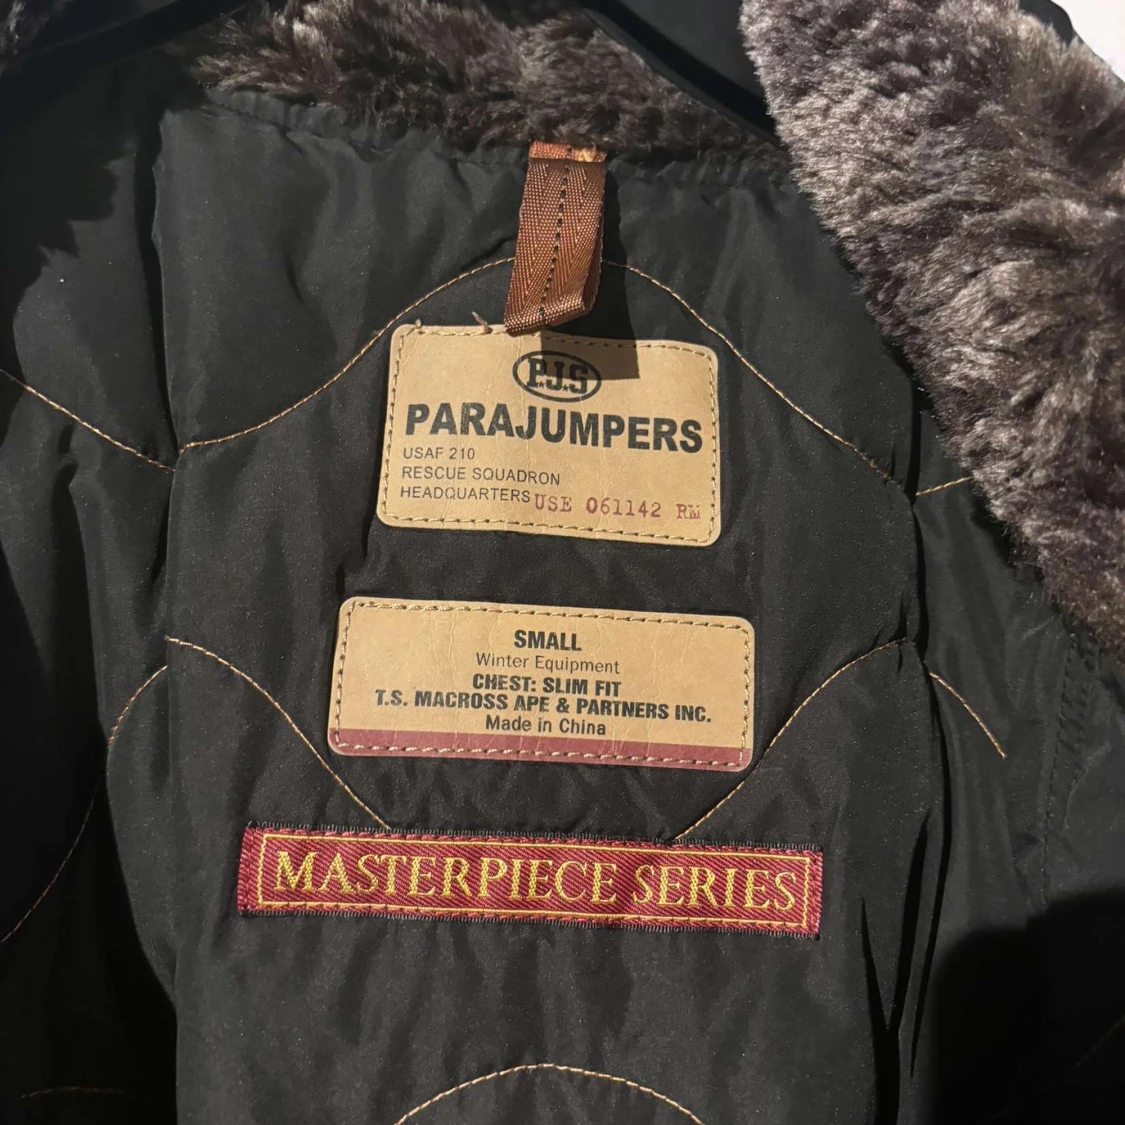 P.J.S
PARAJUMPERS
USAF 210
RESCUE SQUADRON
HEADQUARTERS USE 061142 RM
SMALL
Winter Equipment
CHEST: SLIM FIT
T.S. MACROSS APE & PARTNERS INC.
Made in China
MASTERPIECE SERIES